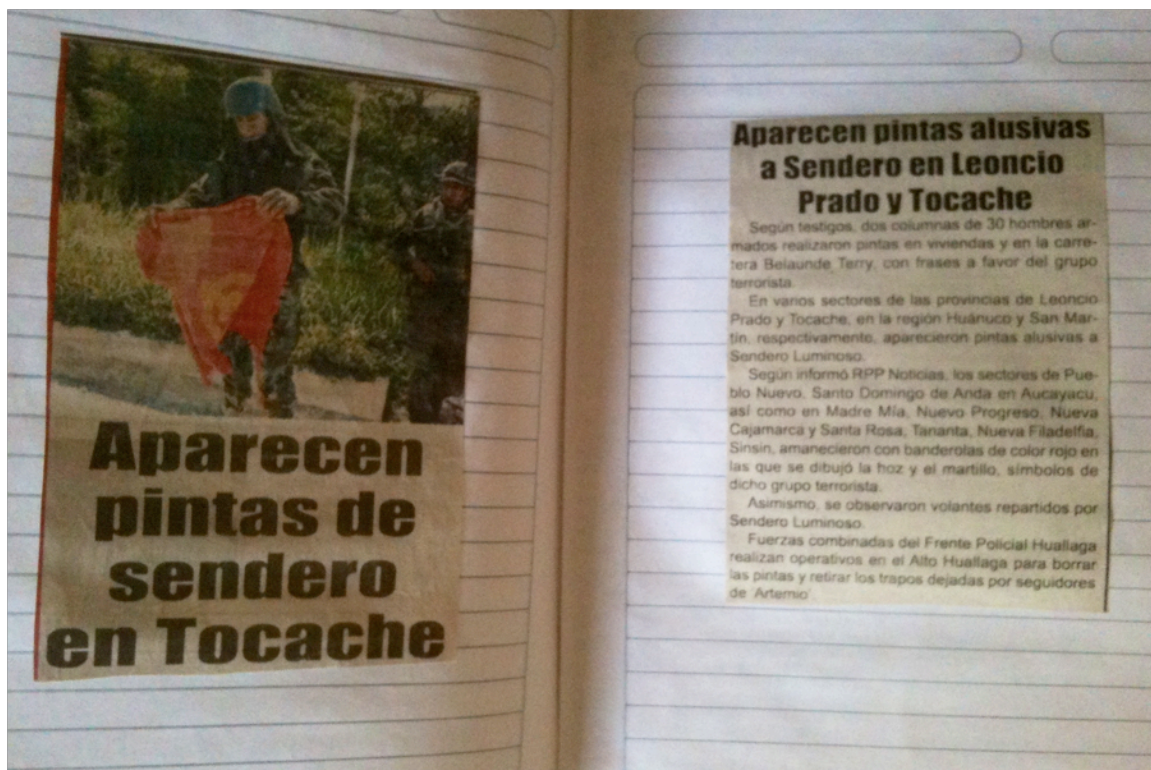 Aparecen
pintas de
sendero
en Tocache
Aparecen pintas alusivas
a Sendero en Leoncio
Prado y Tocache
Según testigos, dos columnas de 30 hombres ar-
mados realizaron pintas en viviendas y en la carre-
tera Belaunde Terry, con frases a favor del grupo
terrorista.
En varios sectores de las provincias de Leoncio
Prado y Tocache, en la región Huánuco y San Mar-
tín, respectivamente, aparecieron pintas alusivas a
Sendero Luminoso.
Según informó RPP Noticias, los sectores de Pue-
blo Nuevo, Santo Domingo de Anda en Aucayacu,
así como en Madre Mía, Nuevo Progreso, Nueva
Cajamarca y Santa Rosa, Tananta, Nueva Filadelfia,
Sinsin, amanecieron con banderolas de color rojo en
las que se dibujó la hoz y el martillo, símbolos de
dicho grupo terrorista.
Asimismo, se observaron volantes repartidos por
Sendero Luminoso.
Fuerzas combinadas del Frente Policial Huallaga
realizan operativos en el Alto Huallaga para borrar
las pintas y retirar los trapos dejadas por seguidores
de 'Artemio'.